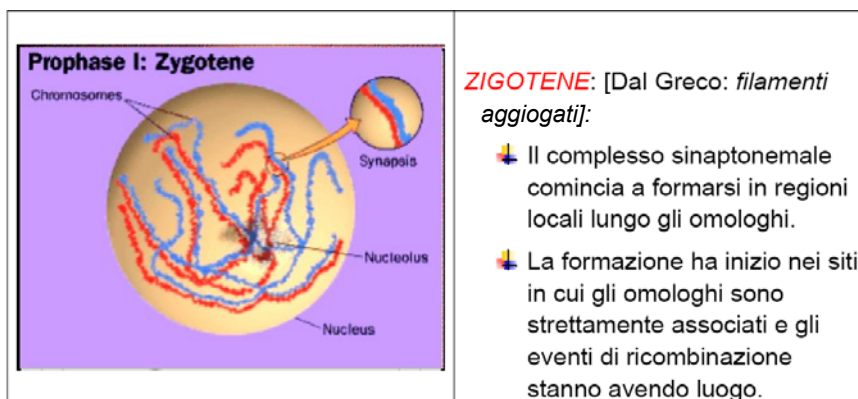 Prophase I: Zygotene
Chromosomes
Synapsis
Nucleolus
Nucleus
ZIGOTENE: [Dal Greco: filamenti
aggiogati]:
Il complesso sinaptonemale
comincia a formarsi in regioni
locali lungo gli omologhi.
La formazione ha inizio nei siti
in cui gli omologhi sono
strettamente associati e gli
eventi di ricombinazione
stanno avendo luogo.